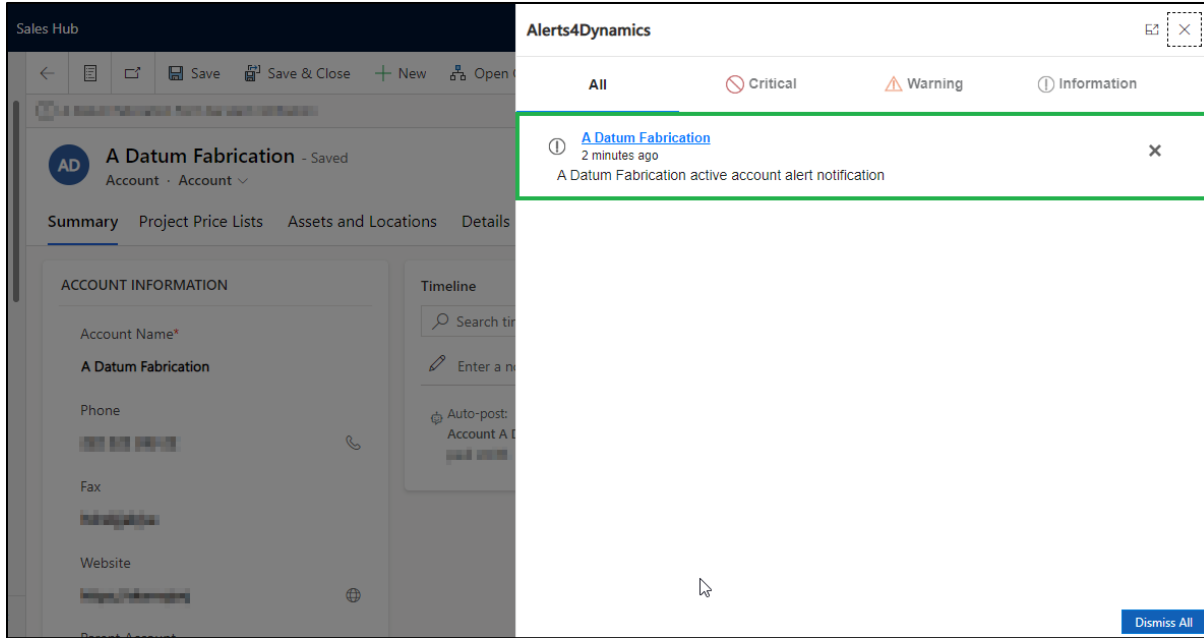 Sales Hub
Save
Save & Close
New
Open
A Datum Fabrication - Saved
AD
Account · Account
Summary
Project Price Lists
Assets and Locations
Details
ACCOUNT INFORMATION
Account Name*
A Datum Fabrication
Phone
Fax
Website
Parent Account
Timeline
Search
Enter a
Auto-post:
Account A
Alerts4Dynamics
All
Critical
Warning
Information
A Datum Fabrication
2 minutes ago
A Datum Fabrication active account alert notification
Dismiss All